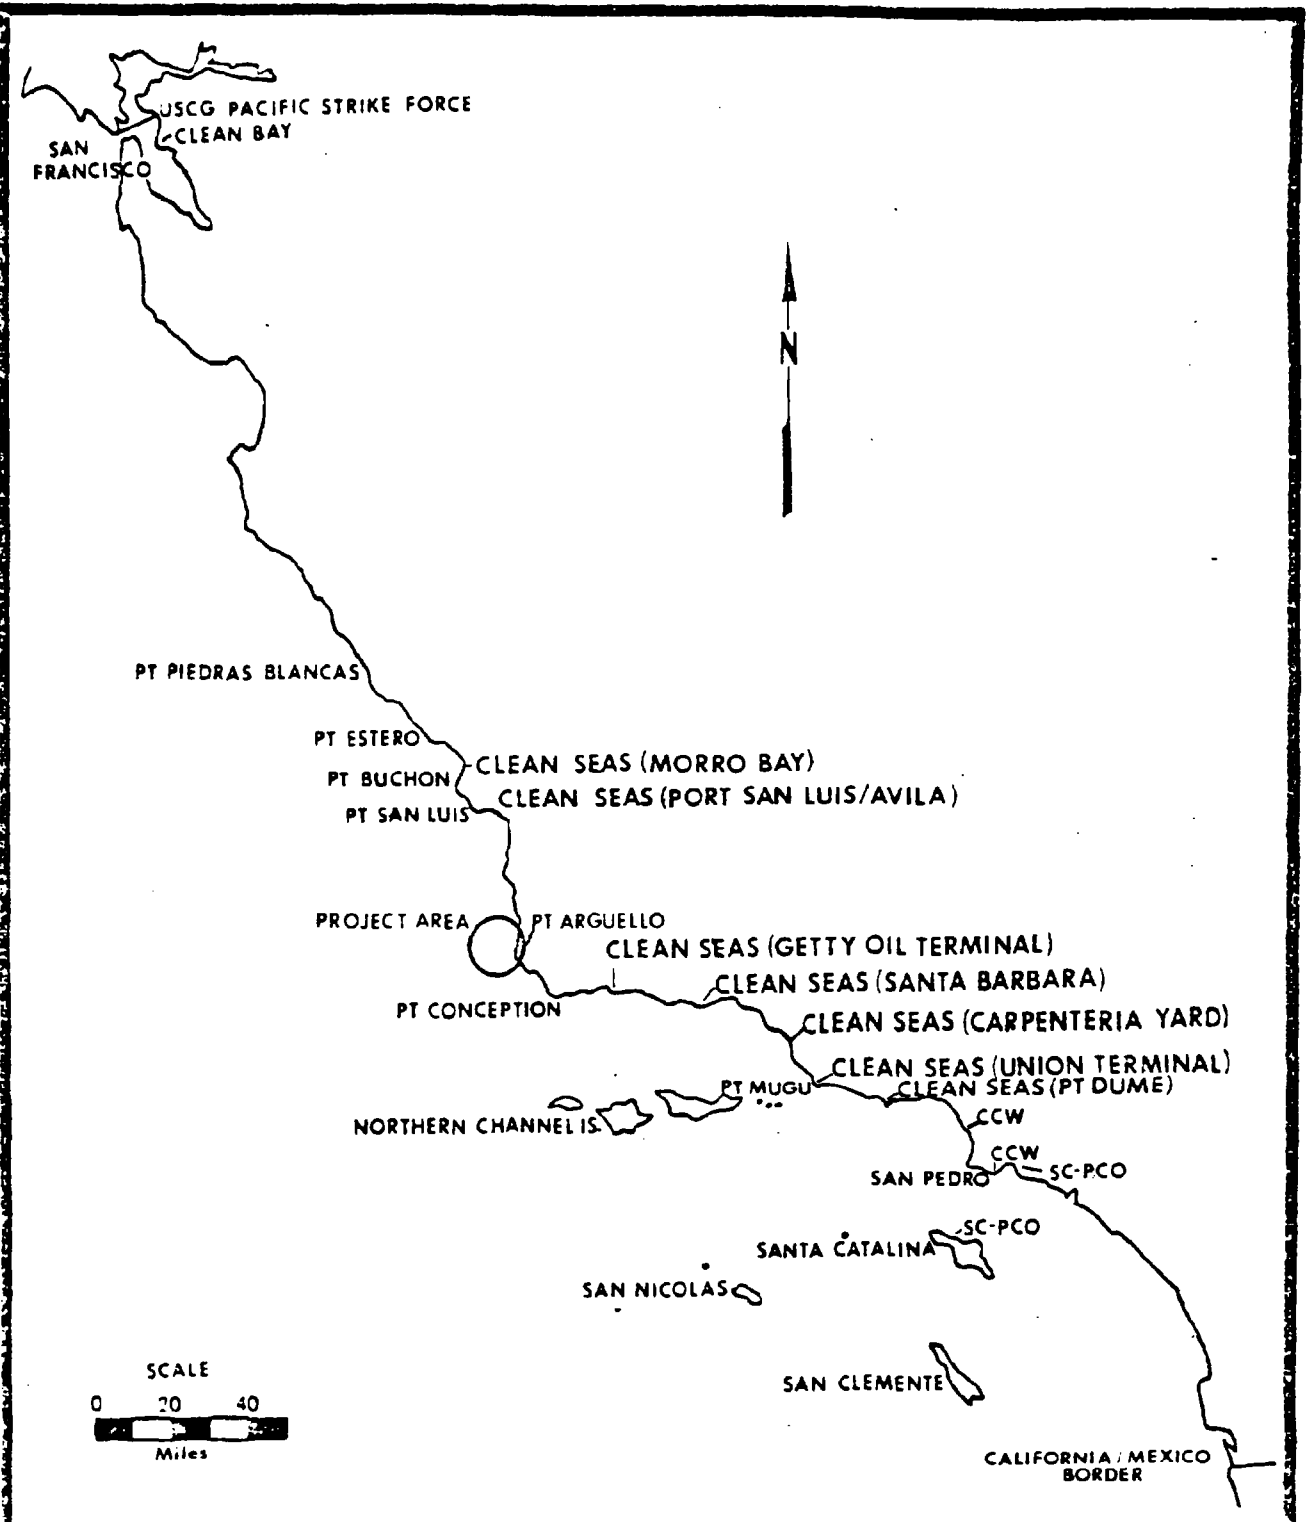 USCG PACIFIC STRIKE FORCE
CLEAN BAY
SAN
FRANCISCO
N
PT PIEDRAS BLANCAS
PT ESTERO
CLEAN SEAS (MORRO BAY)
PT BUCHON
CLEAN SEAS (PORT SAN LUIS/AVILA)
PT SAN LUIS
PROJECT AREA
PT ARGUELLO
CLEAN SEAS (GETTY OIL TERMINAL)
CLEAN SEAS (SANTA BARBARA)
PT CONCEPTION
CLEAN SEAS (CARPENTERIA YARD)
CLEAN SEAS (UNION TERMINAL)
PT MUGU
CLEAN SEAS (PT DUME)
NORTHERN CHANNEL IS.
CCW
CCW
SAN PEDRO
SC-PCO
SC-PCO
SANTA CATALINA
SAN NICOLAS
SCALE
0 20 40
Miles
SAN CLEMENTE
CALIFORNIA/MEXICO
BORDER